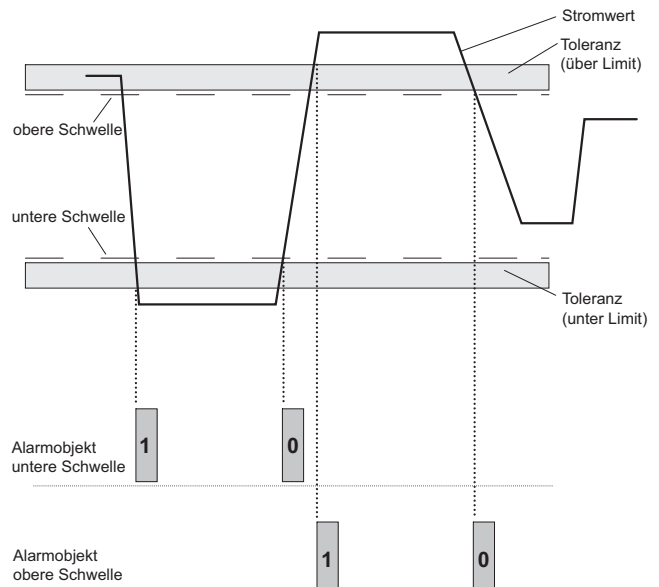 Stromwert
Toleranz
(über Limit)
obere Schwelle
untere Schwelle
Toleranz
(unter Limit)
1
0
Alarmobjekt
untere Schwelle
1
0
Alarmobjekt
obere Schwelle